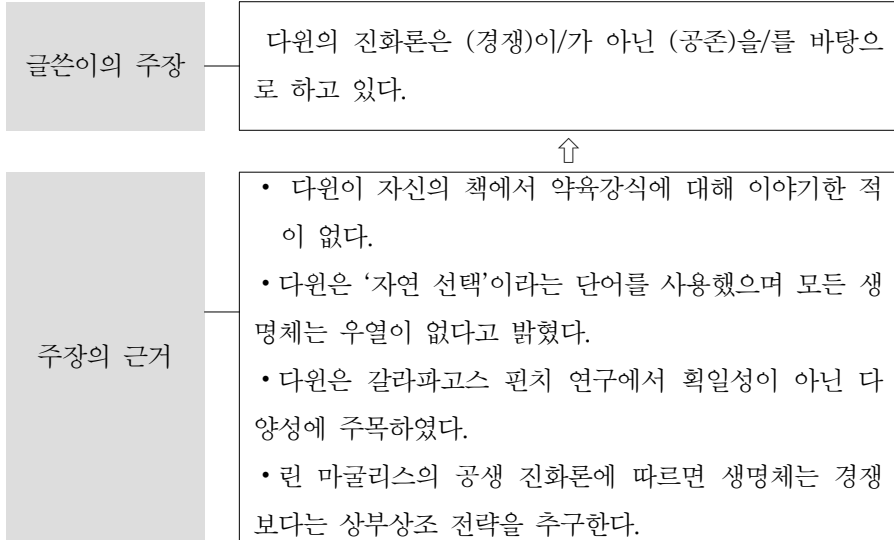 글쓴이의 주장
다윈의 진화론은 (경쟁)이/가 아닌 (공존)을/를 바탕으
로 하고 있다.
⇧
주장의 근거
• 다윈이 자신의 책에서 약육강식에 대해 이야기한 적
이 없다.
•다윈은 ‘자연 선택’이라는 단어를 사용했으며 모든 생
명체는 우열이 없다고 밝혔다.
•다윈은 갈라파고스 핀치 연구에서 획일성이 아닌 다
양성에 주목하였다.
•린 마굴리스의 공생 진화론에 따르면 생명체는 경쟁
보다는 상부상조 전략을 추구한다.